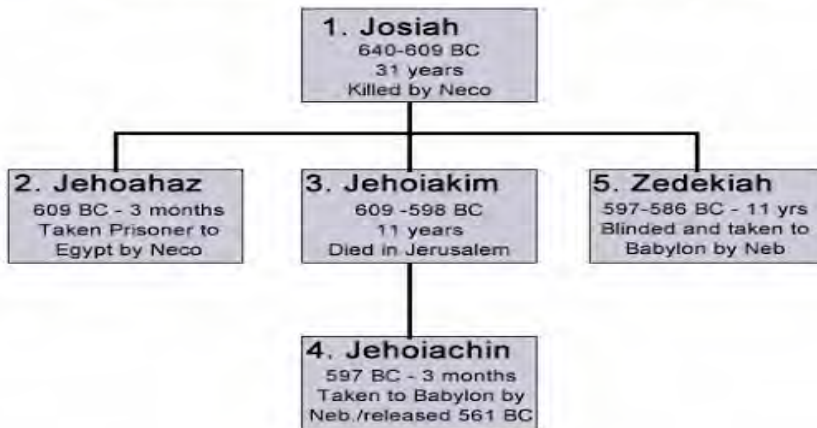 1. Josiah
640-609 BC
31 years
Killed by Neco
2. Jehoahaz
609 BC - 3 months
Taken Prisoner to
Egypt by Neco
3. Jehoiakim
609 -598 BC
11 years
Died in Jerusalem
5. Zedekiah
597-586 BC - 11 yrs
Blinded and taken to
Babylon by Neb
4. Jehoiachin
597 BC - 3 months
Taken to Babylon by
Neb./released 561 BC